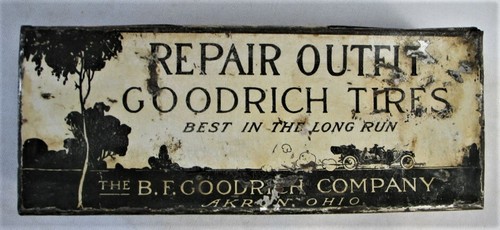 REPAIR OUTFIT
GOODRICH TIRES
BEST IN THE LONG RUN
THE B.F. GOODRICH COMPANY
AKRON, OHIO